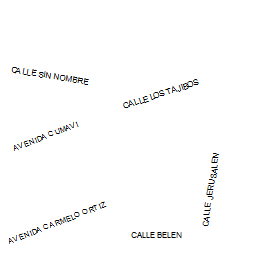 CALLE SIN NOMBRE
CALLE LOS TAJIBOS
AVENIDA CUMAVI
CALLE JERUSALEN
AVENIDA CARMELO ORTIZ
CALLE BELEN